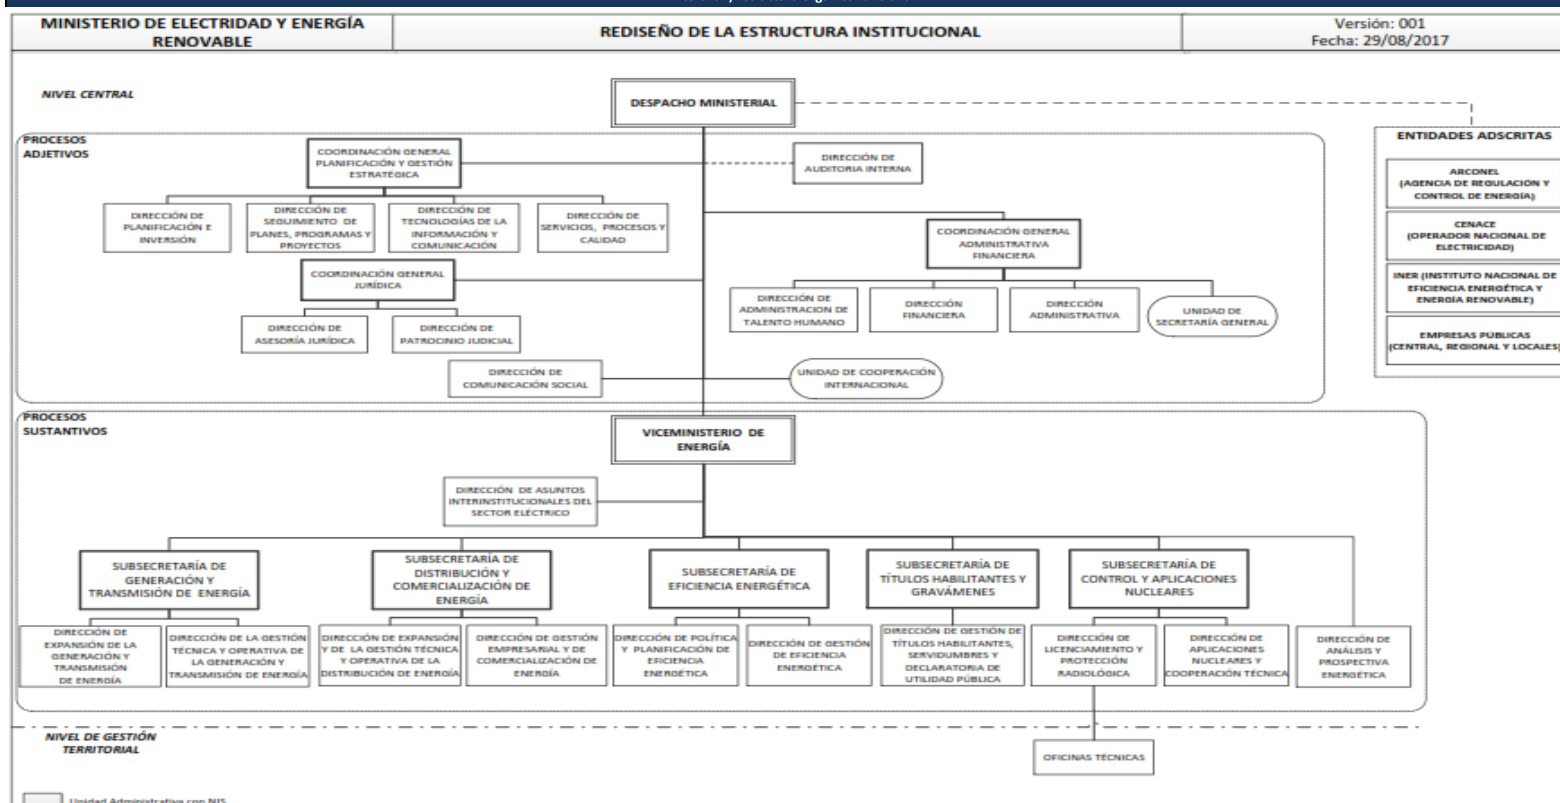 MINISTERIO DE ELECTRIDAD Y ENERGÍA
RENOVABLE
REDISEÑO DE LA ESTRUCTURA INSTITUCIONAL
Versión: 001
Fecha: 29/08/2017
NIVEL CENTRAL
DESPACHO MINISTERIAL
PROCESOS
ADJETIVOS
COORDINACIÓN GENERAL
PLANIFICACIÓN Y GESTIÓN
ESTRATÉGICA
DIRECCIÓN DE
AUDITORIA INTERNA
DIRECCIÓN DE
PLANIFICACIÓN E
INVERSIÓN
DIRECCIÓN DE
SEGUIMIENTO DE
PLANES, PROGRAMAS Y
PROYECTOS
DIRECCIÓN DE
TECNOLOGÍAS DE LA
INFORMACIÓN Y
COMUNICACIÓN
DIRECCIÓN DE
SERVICIOS, PROCESOS Y
CALIDAD
COORDINACIÓN GENERAL
ADMINISTRATIVA
FINANCIERA
COORDINACIÓN GENERAL
JURÍDICA
DIRECCIÓN DE
ADMINISTRACION DE
TALENTO HUMANO
DIRECCIÓN
FINANCIERA
DIRECCIÓN
ADMINISTRATIVA
UNIDAD DE
SECRETARÍA GENERAL
DIRECCIÓN DE
ASESORÍA JURÍDICA
DIRECCIÓN DE
PATROCINIO JUDICIAL
DIRECCIÓN DE
COMUNICACIÓN SOCIAL
UNIDAD DE COOPERACIÓN
INTERNACIONAL
ENTIDADES ADSCRITAS
ARCONEL
(AGENCIA DE REGULACIÓN Y
CONTROL DE ENERGÍA)
CENACE
(OPERADOR NACIONAL DE
ELECTRICIDAD)
INER (INSTITUTO NACIONAL DE
EFICIENCIA ENERGÉTICA Y
ENERGÍA RENOVABLE)
EMPRESAS PÚBLICAS
(CENTRAL, REGIONAL Y LOCALES)
PROCESOS
SUSTANTIVOS
VICEMINISTERIO DE
ENERGÍA
DIRECCIÓN DE ASUNTOS
INTERINSTITUCIONALES DEL
SECTOR ELÉCTRICO
SUBSECRETARÍA DE
GENERACIÓN Y
TRANSMISIÓN DE ENERGÍA
SUBSECRETARÍA DE
DISTRIBUCIÓN Y
COMERCIALIZACIÓN DE
ENERGÍA
SUBSECRETARÍA DE
EFICIENCIA ENERGÉTICA
SUBSECRETARÍA DE
TÍTULOS HABILITANTES Y
GRAVÁMENES
SUBSECRETARÍA DE
CONTROL Y APLICACIONES
NUCLEARES
DIRECCIÓN DE
EXPANSIÓN DE LA
GENERACIÓN Y
TRANSMISIÓN
DE ENERGÍA
DIRECCIÓN DE LA GESTIÓN
TÉCNICA Y OPERATIVA DE
LA GENERACIÓN Y
TRANSMISIÓN DE ENERGÍA
DIRECCIÓN DE EXPANSIÓN
Y DE LA GESTIÓN TÉCNICA
Y OPERATIVA DE LA
DISTRIBUCIÓN DE ENERGÍA
DIRECCIÓN DE GESTIÓN
EMPRESARIAL Y DE
COMERCIALIZACIÓN DE
ENERGÍA
DIRECCIÓN DE POLÍTICA
Y PLANIFICACIÓN DE
EFICIENCIA
ENERGÉTICA
DIRECCIÓN DE GESTIÓN
DE EFICIENCIA
ENERGÉTICA
DIRECCIÓN DE GESTIÓN DE
TÍTULOS HABILITANTES,
SERVIDUMBRES Y
DECLARATORIA DE
UTILIDAD PÚBLICA
DIRECCIÓN DE
LICENCIAMIENTO Y
PROTECCIÓN
RADIOLÓGICA
DIRECCIÓN DE
APLICACIONES
NUCLEARES Y
COOPERACIÓN TÉCNICA
DIRECCIÓN DE
ANÁLISIS Y
PROSPECTIVA
ENERGÉTICA
NIVEL DE GESTIÓN
TERRITORIAL
OFICINAS TÉCNICAS
Unidad Administrativa con NJS